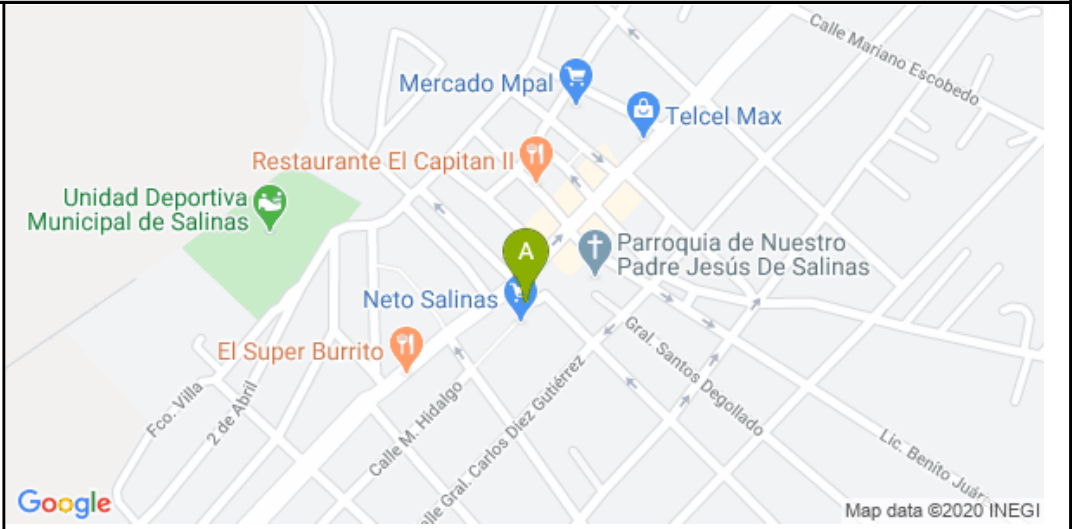 Calle Mariano Escobedo
Mercado Mpal
Telcel Max
Restaurante El Capitan II
Unidad Deportiva
Municipal de Salinas
A
Parroquia de Nuestro
Padre Jesús De Salinas
Neto Salinas
El Super Burrito
Gral. Santos Degollado
Fco. Villa
2 de Abril
Calle M. Hidalgo
alle Gral. Carlos Diez Gutiérrez
Lic. Benito Juáre
Google
Map data ©2020 INEGI